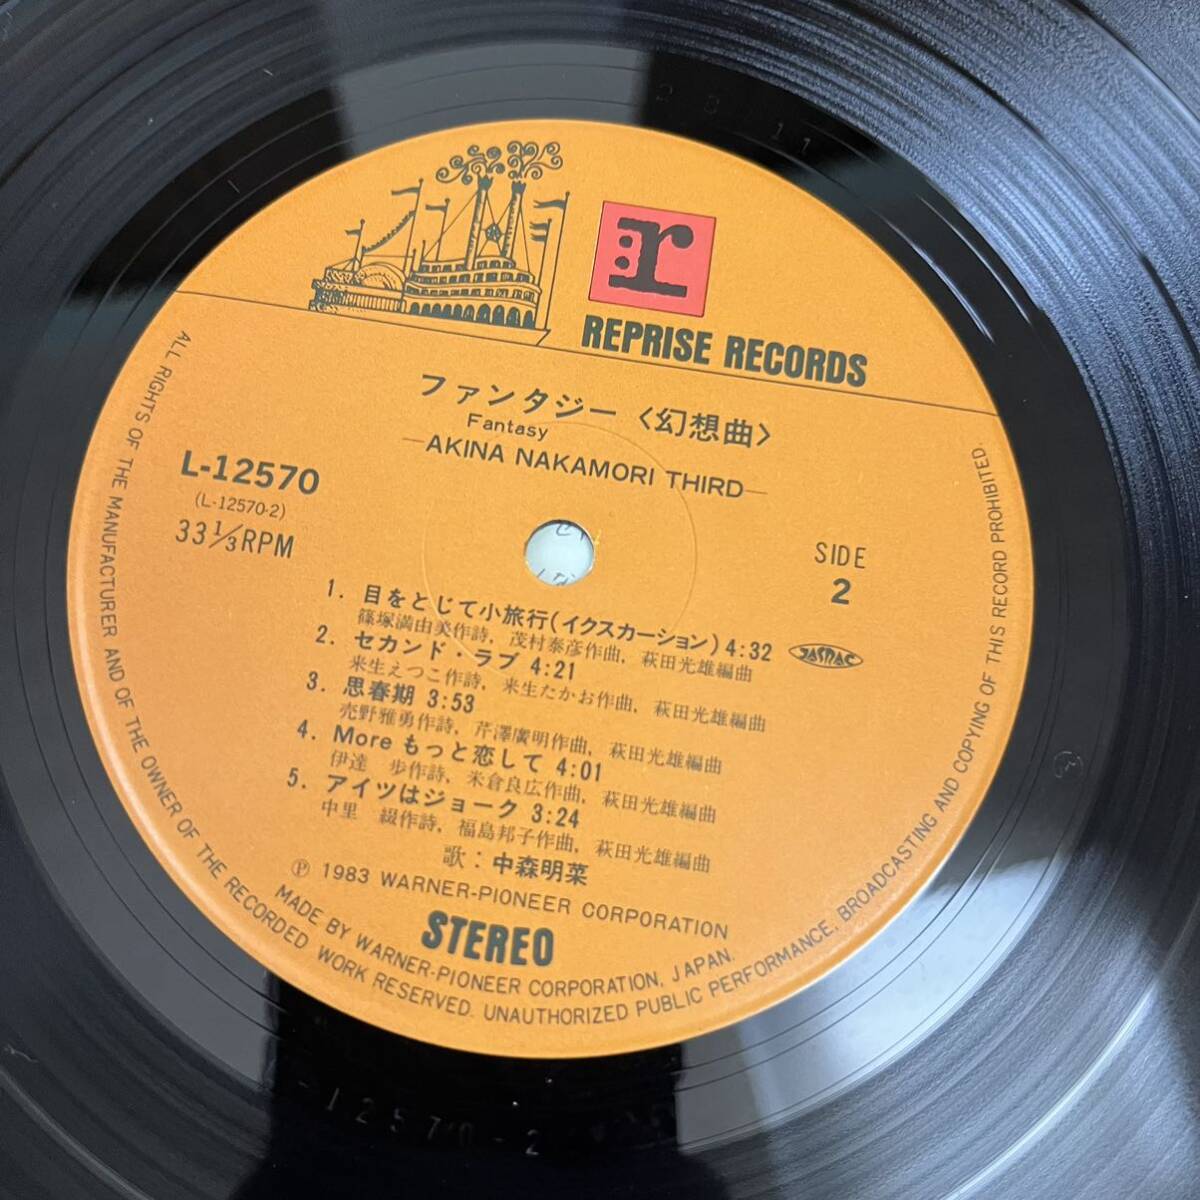 r
REPRISE RECORDS
ファンタジー〈幻想曲〉
Fantasy
—AKINA NAKAMORI THIRD—
L-12570
(L-12570-2)
33 1/3 RPM
SIDE
2
1. 目をとじて小旅行(イクスカーション) 4:32
篠塚満由美作詩, 茂村泰彦作曲, 萩田光雄編曲
JASRAC
2. セカンド・ラブ 4:21
米生えつこ作詩, 米生たかお作曲, 萩田光雄編曲
3. 思春期 3:53
売野雅勇作詩, 芹澤廣明作曲, 萩田光雄編曲
4. More もっと恋して 4:01
伊達 歩作詩, 米倉良広作曲, 萩田光雄編曲
5. アイツはジョーク 3:24
中里 綴作詩, 福島邦子作曲, 萩田光雄編曲
歌：中森明菜
Ⓟ 1983 WARNER-PIONEER CORPORATION
STEREO
MADE BY WARNER-PIONEER CORPORATION, JAPAN.
ALL RIGHTS OF THE MANUFACTURER AND OF THE OWNER OF THE RECORDED WORK RESERVED. UNAUTHORIZED PUBLIC PERFORMANCE, BROADCASTING AND COPYING OF THIS RECORD PROHIBITED.
-12570-2